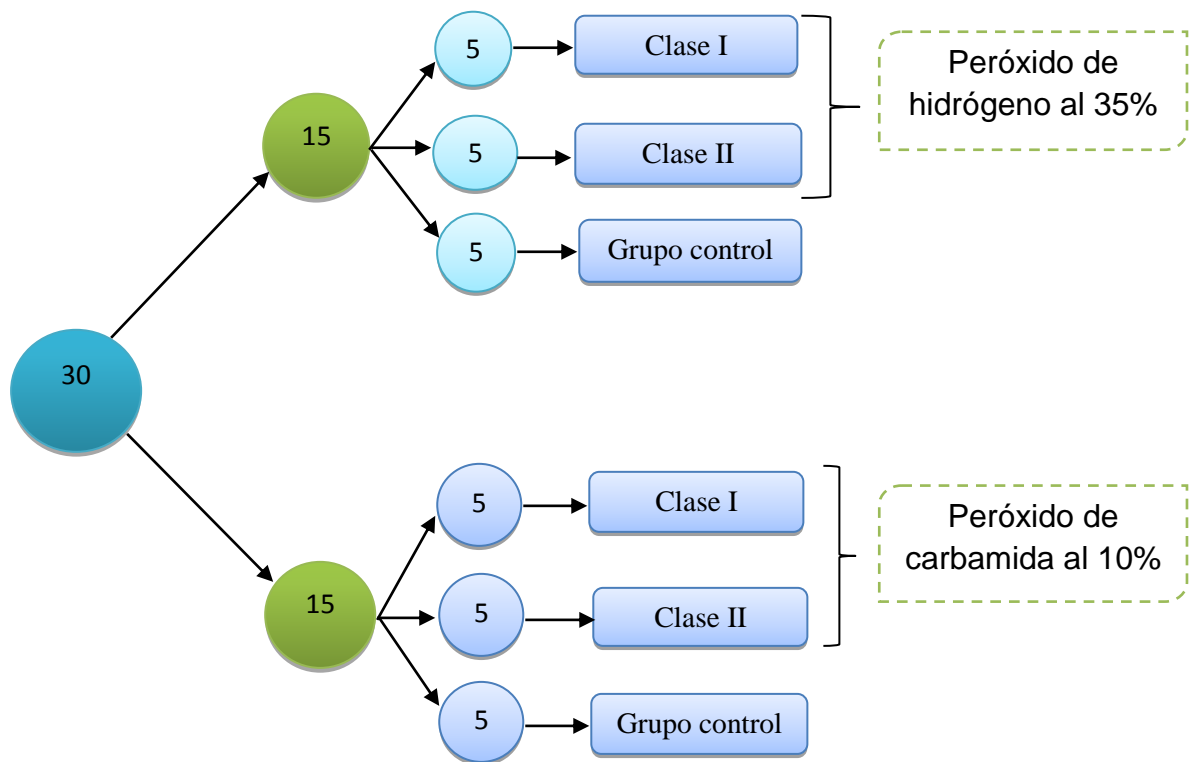 5
Clase I
Peróxido de
hidrógeno al 35%
15
5
Clase II
5
Grupo control
30
5
Clase I
Peróxido de
carbamida al 10%
15
5
Clase II
5
Grupo control